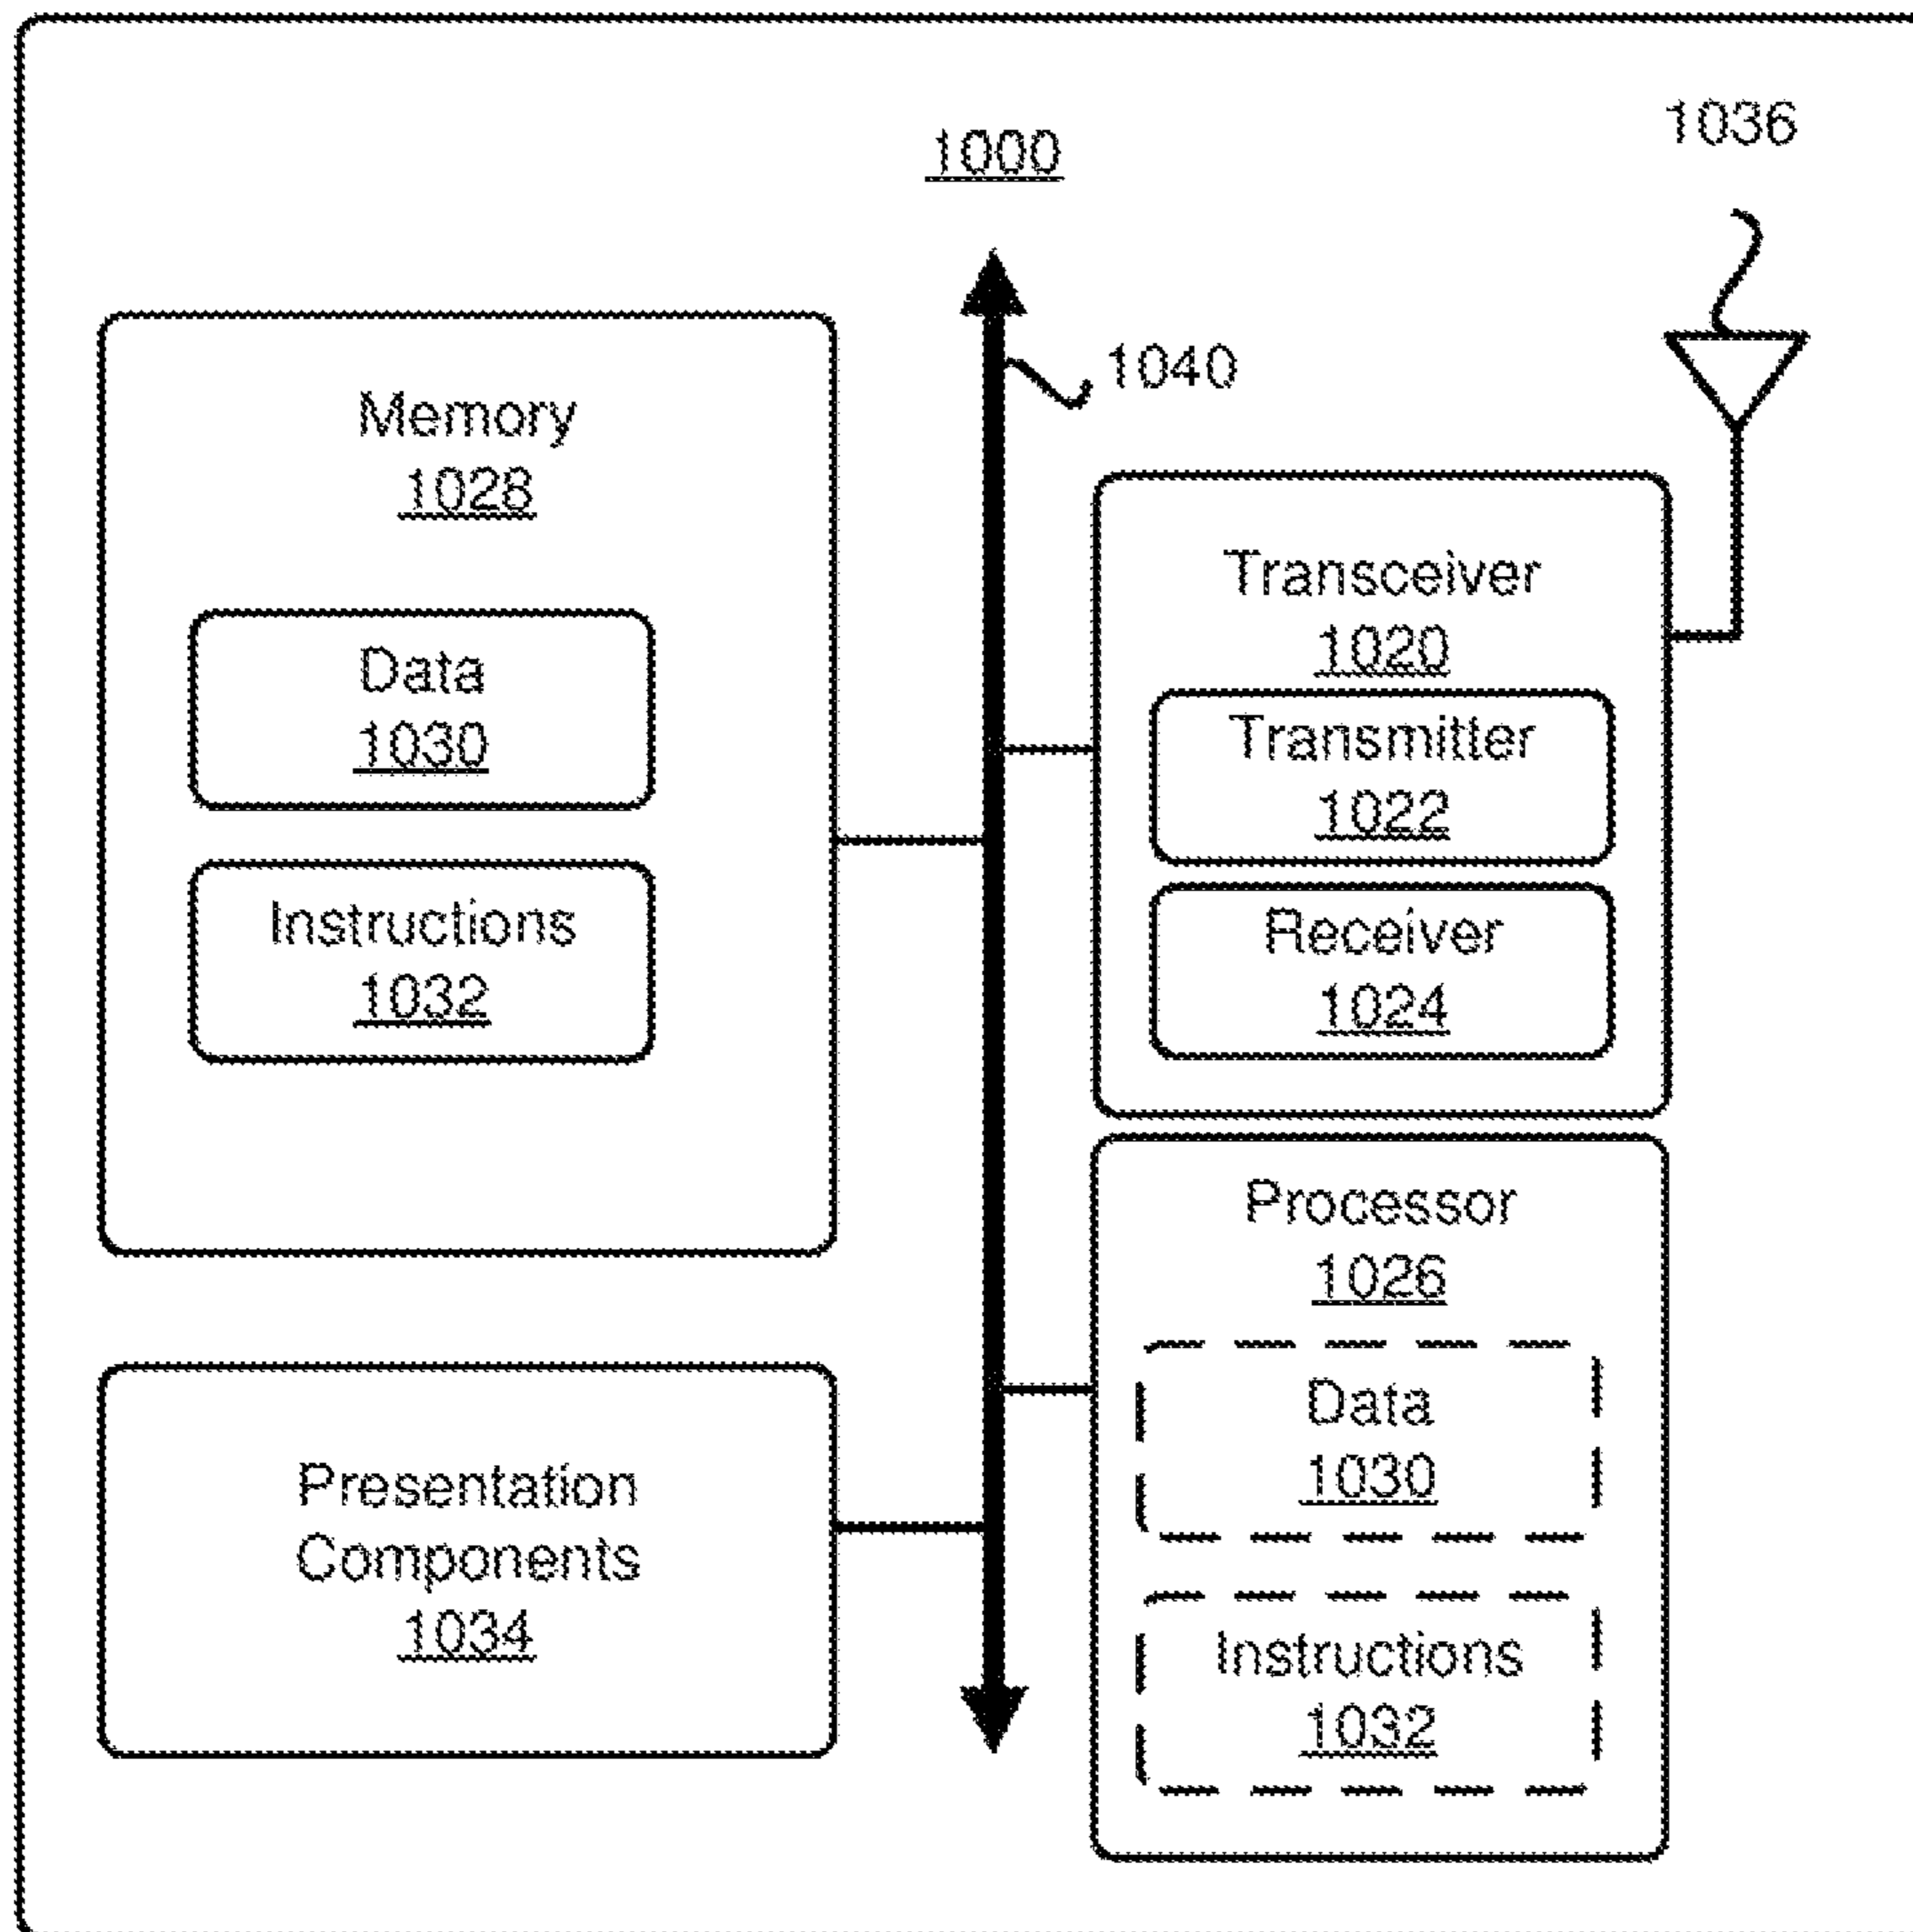 1000
1036
1040
Memory
1028
Data
1030
Instructions
1032
Transceiver
1020
Transmitter
1022
Receiver
1024
Presentation
Components
1034
Processor
1026
Data
1030
Instructions
1032